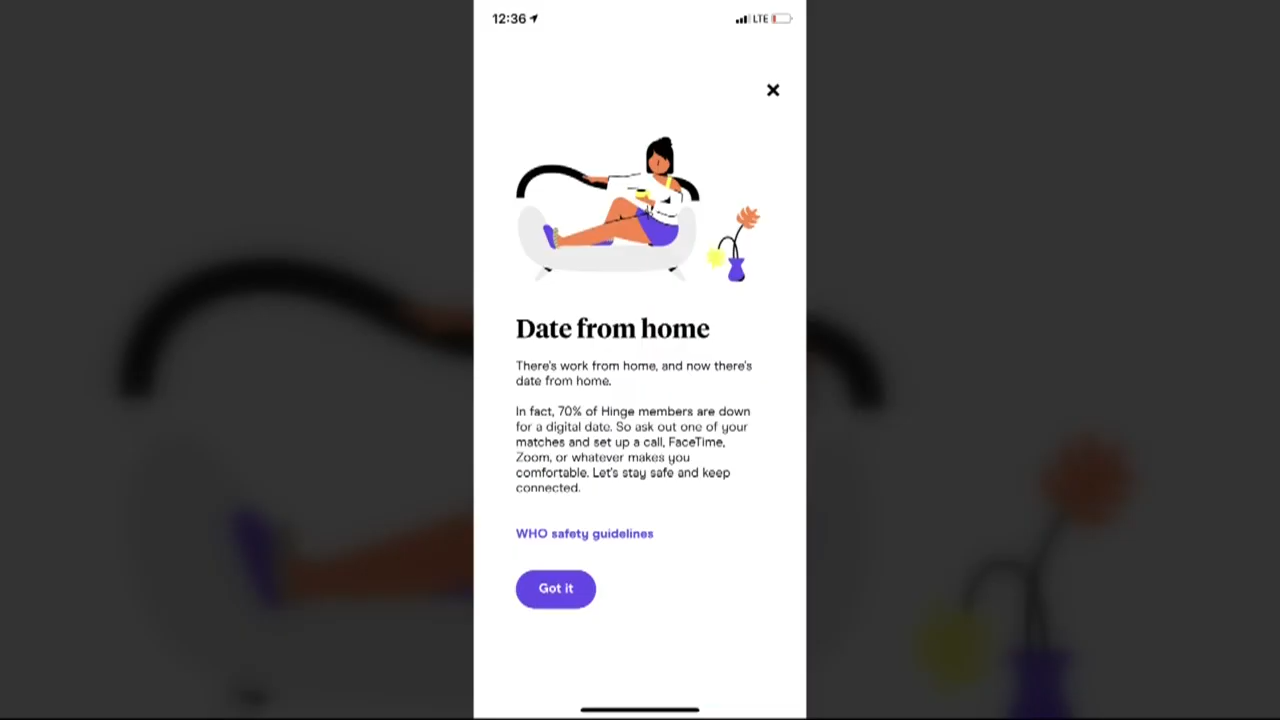 12:36 LTE
Date from home
There's work from home, and now there's
date from home.
In fact, 70% of Hinge members are down
for a digital date. So ask out one of your
matches and set up a call, FaceTime,
Zoom, or whatever makes you
comfortable. Let's stay safe and keep
connected.
WHO safety guidelines
Got it